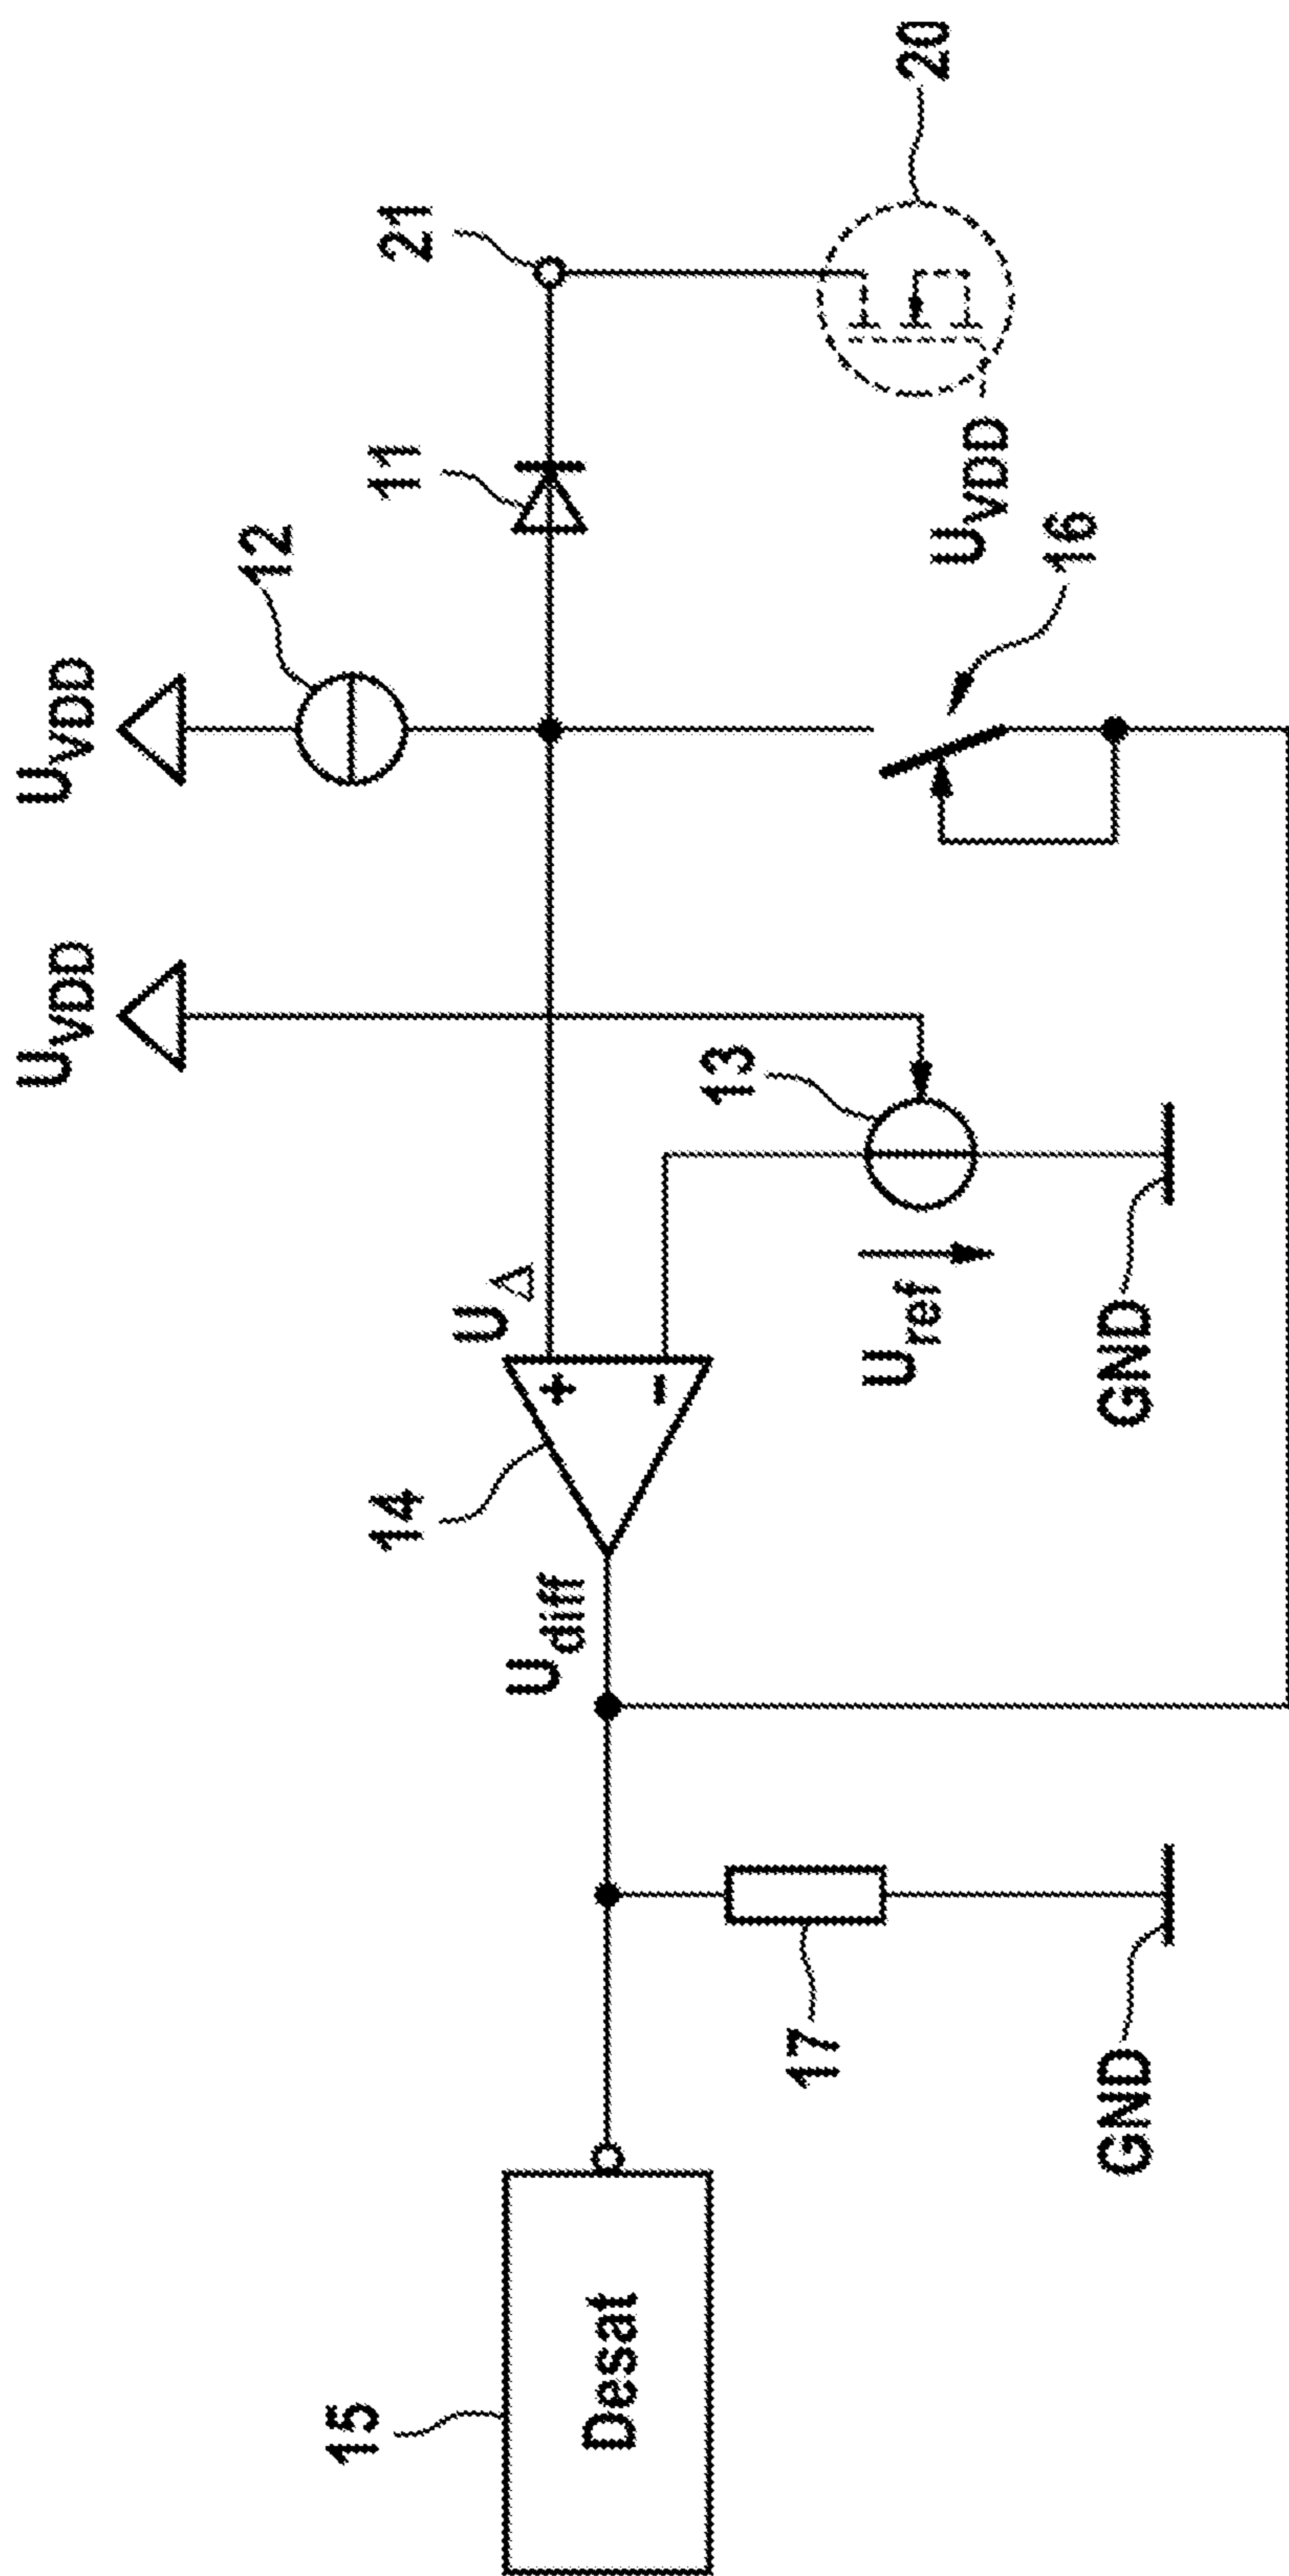 15
Desat
17
GND
U_diff
14
U_Δ
U_ref
13
GND
U_VDD
U_VDD
12
16
11
U_VDD
21
20